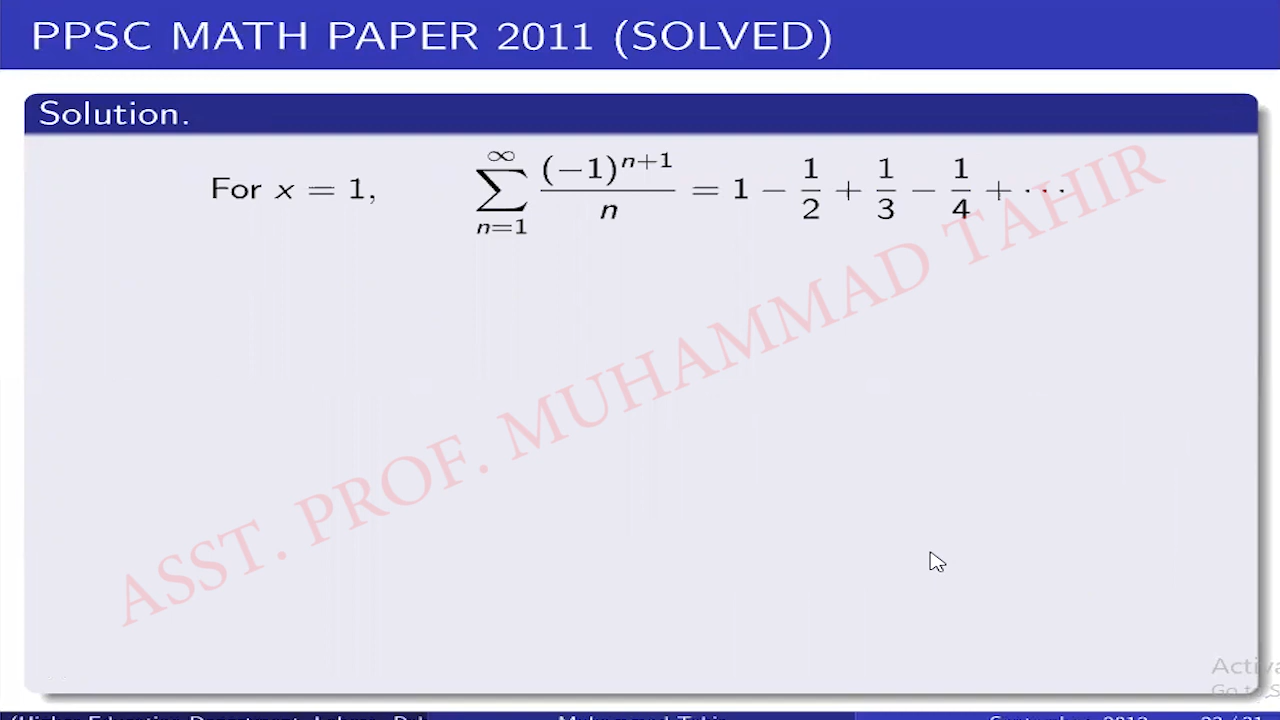 PPSC MATH PAPER 2011 (SOLVED)
Solution.
For x = 1, ∑_{n=1}^{∞} (−1)^{n+1}/n = 1 − 1/2 + 1/3 − 1/4 + ⋯
ASST. PROF. MUHAMMAD TAHIR